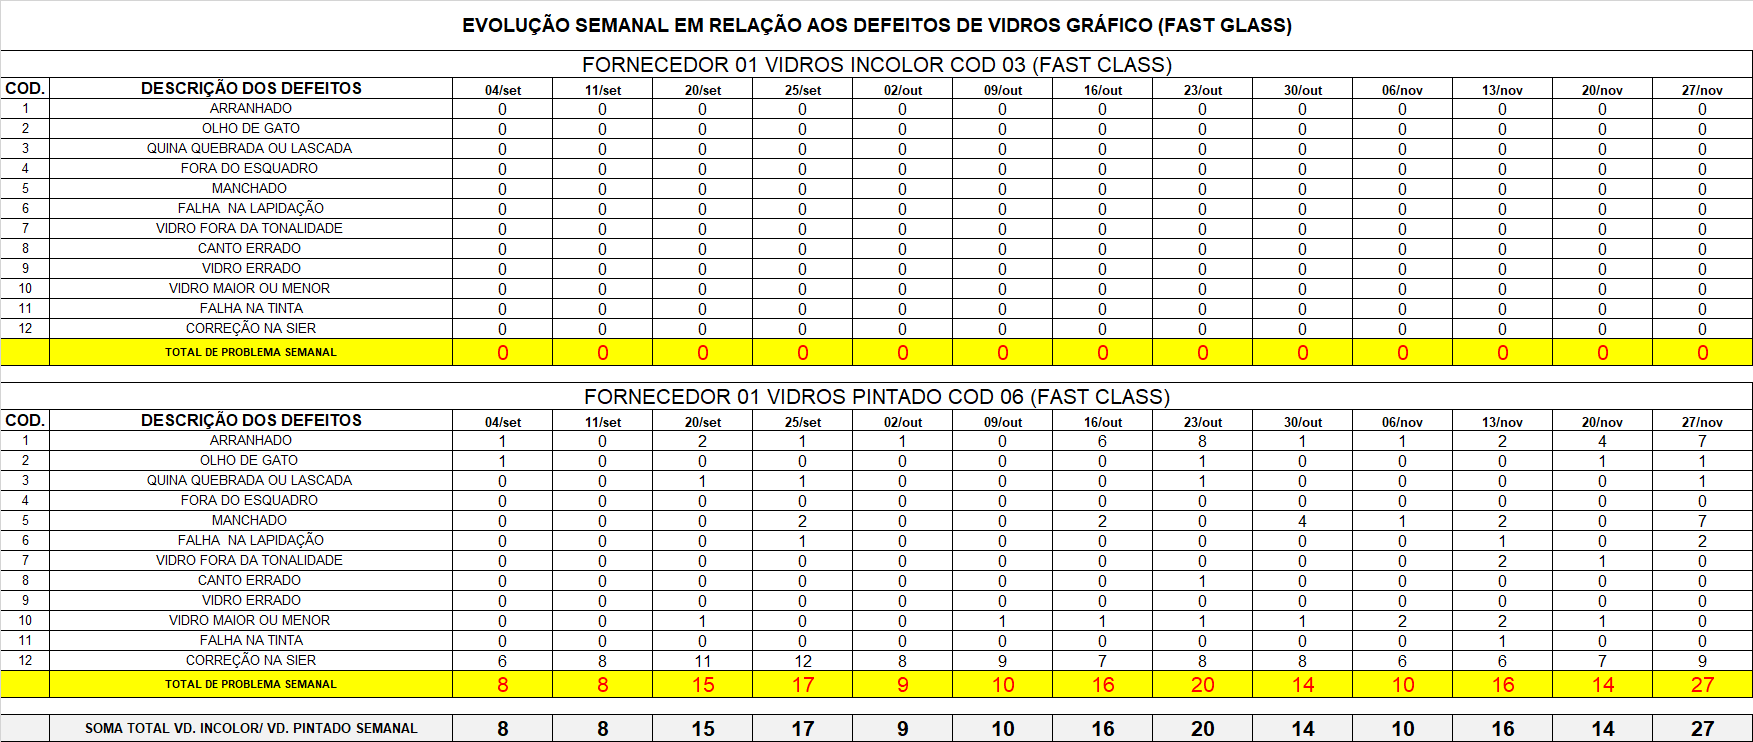 EVOLUÇÃO SEMANAL EM RELAÇÃO AOS DEFEITOS DE VIDROS GRÁFICO (FAST GLASS)
FORNECEDOR 01 VIDROS INCOLOR COD 03 (FAST CLASS)
COD. DESCRIÇÃO DOS DEFEITOS 04/set 11/set 20/set 25/set 02/out 09/out 16/out 23/out 30/out 06/nov 13/nov 20/nov 27/nov
1 ARRANHADO 0 0 0 0 0 0 0 0 0 0 0 0 0
2 OLHO DE GATO 0 0 0 0 0 0 0 0 0 0 0 0 0
3 QUINA QUEBRADA OU LASCADA 0 0 0 0 0 0 0 0 0 0 0 0 0
4 FORA DO ESQUADRO 0 0 0 0 0 0 0 0 0 0 0 0 0
5 MANCHADO 0 0 0 0 0 0 0 0 0 0 0 0 0
6 FALHA NA LAPIDAÇÃO 0 0 0 0 0 0 0 0 0 0 0 0 0
7 VIDRO FORA DA TONALIDADE 0 0 0 0 0 0 0 0 0 0 0 0 0
8 CANTO ERRADO 0 0 0 0 0 0 0 0 0 0 0 0 0
9 VIDRO ERRADO 0 0 0 0 0 0 0 0 0 0 0 0 0
10 VIDRO MAIOR OU MENOR 0 0 0 0 0 0 0 0 0 0 0 0 0
11 FALHA NA TINTA 0 0 0 0 0 0 0 0 0 0 0 0 0
12 CORREÇÃO NA SIER 0 0 0 0 0 0 0 0 0 0 0 0 0
TOTAL DE PROBLEMA SEMANAL 0 0 0 0 0 0 0 0 0 0 0 0 0
FORNECEDOR 01 VIDROS PINTADO COD 06 (FAST CLASS)
COD. DESCRIÇÃO DOS DEFEITOS 04/set 11/set 20/set 25/set 02/out 09/out 16/out 23/out 30/out 06/nov 13/nov 20/nov 27/nov
1 ARRANHADO 1 0 2 1 1 0 6 8 1 1 2 4 7
2 OLHO DE GATO 1 0 0 0 0 0 0 1 0 0 0 1 1
3 QUINA QUEBRADA OU LASCADA 0 0 1 1 0 0 0 1 0 0 0 0 1
4 FORA DO ESQUADRO 0 0 0 0 0 0 0 0 0 0 0 0 0
5 MANCHADO 0 0 0 2 0 0 2 0 4 1 2 0 7
6 FALHA NA LAPIDAÇÃO 0 0 0 1 0 0 0 0 0 0 1 0 2
7 VIDRO FORA DA TONALIDADE 0 0 0 0 0 0 0 0 0 0 2 1 0
8 CANTO ERRADO 0 0 0 0 0 0 0 1 0 0 0 0 0
9 VIDRO ERRADO 0 0 0 0 0 0 0 0 0 0 0 0 0
10 VIDRO MAIOR OU MENOR 0 0 1 0 0 1 1 1 1 2 2 1 0
11 FALHA NA TINTA 0 0 0 0 0 0 0 0 0 0 1 0 0
12 CORREÇÃO NA SIER 6 8 11 12 8 9 7 8 8 6 6 7 9
TOTAL DE PROBLEMA SEMANAL 8 8 15 17 9 10 16 20 14 10 16 14 27
SOMA TOTAL VD. INCOLOR/ VD. PINTADO SEMANAL 8 8 15 17 9 10 16 20 14 10 16 14 27